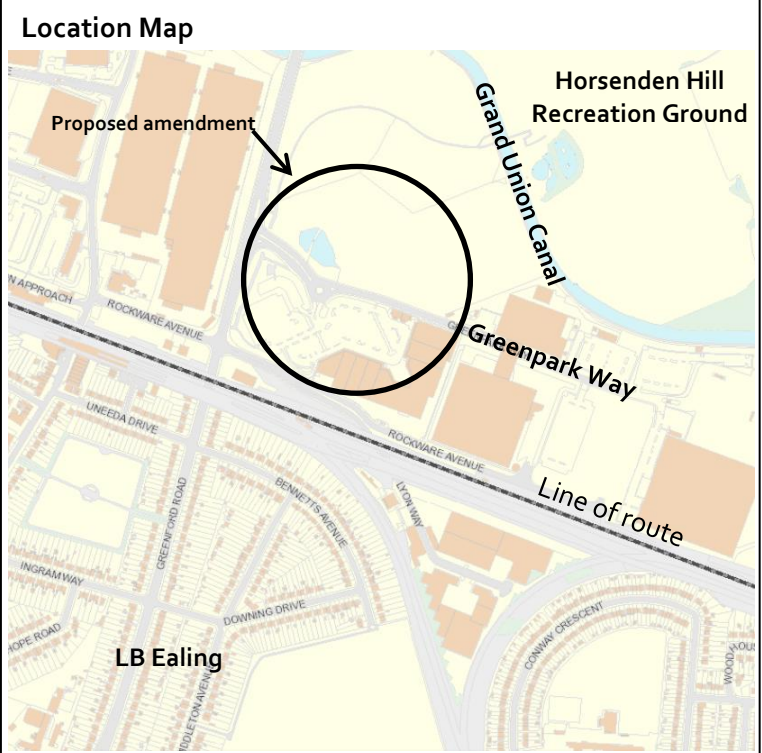 Location Map
Horsenden Hill
Recreation Ground
Proposed amendment
Grand Union Canal
APPROACH
ROCKWARE AVENUE
Greenpark Way
UNEEDA DRIVE
ROCKWARE AVENUE
BENNETTS AVENUE
LYON WAY
Line of route
GREENFORD ROAD
INGRAM WAY
DOWNING DRIVE
CONWAY CRESCENT
HOPE ROAD
LB Ealing
MIDDLETON AVENUE
WOOD